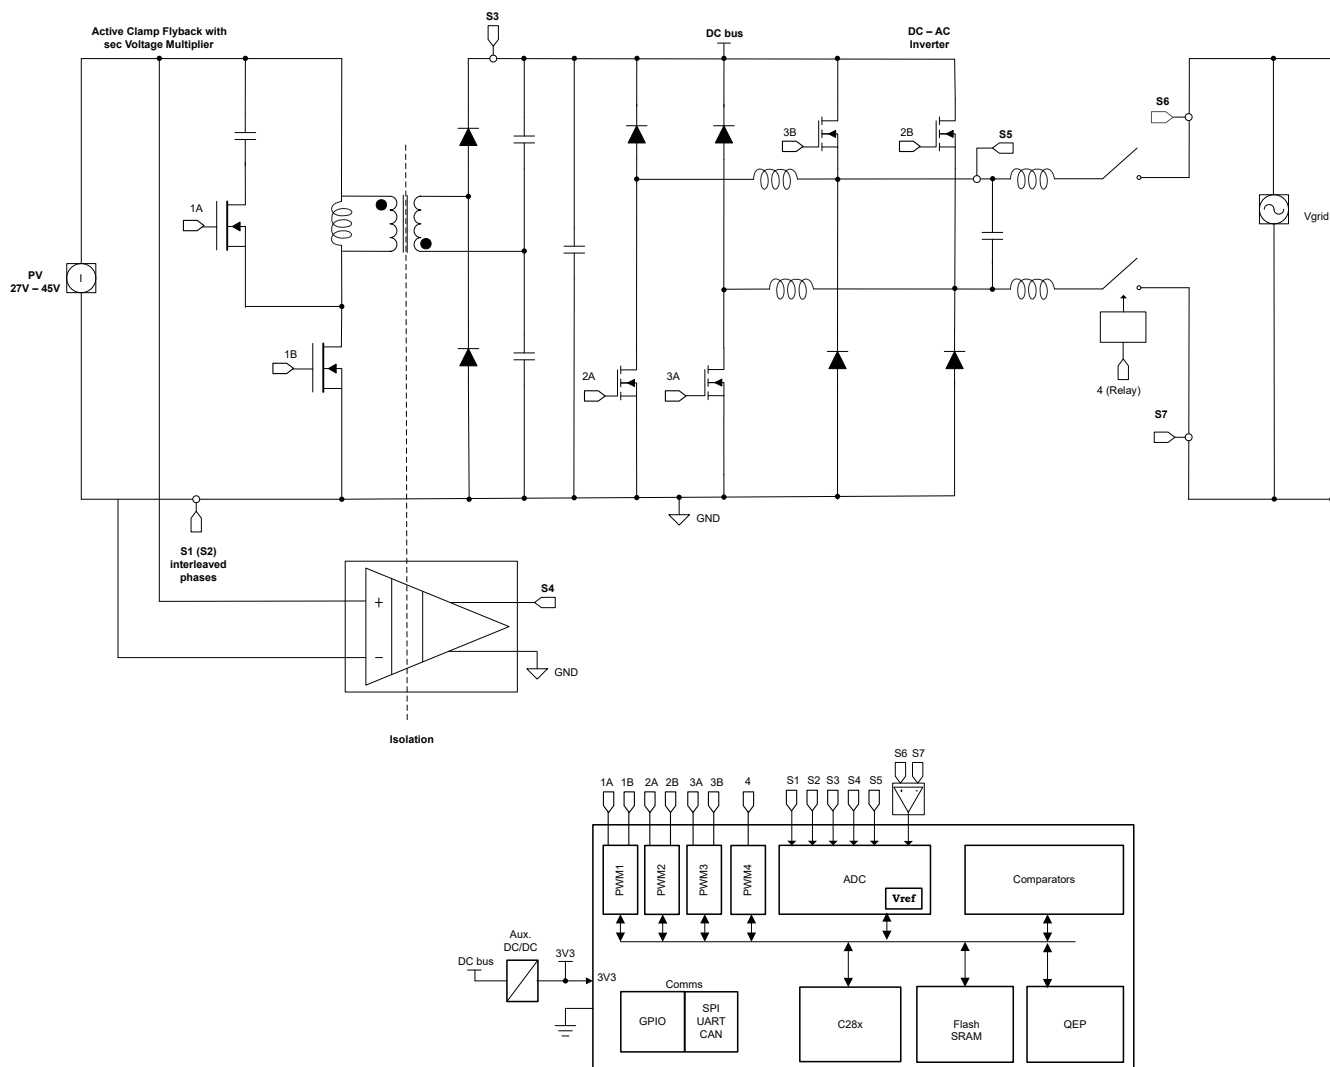 S3
Active Clamp Flyback with
sec Voltage Multiplier
DC bus
DC – AC
Inverter
S6
3B
2B
S5
1A
Vgrid
PV
27V – 45V
1B
2A
3A
4 (Relay)
S7
GND
S1 (S2)
interleaved
phases
S4
+
−
GND
Isolation
S6 S7
1A 1B 2A 2B 3A 3B 4 S1 S2 S3 S4 S5
PWM1
PWM2
PWM3
PWM4
ADC
Vref
Comparators
Aux.
DC/DC
DC bus
3V3
3V3
Comms
GPIO
SPI
UART
CAN
C28x
Flash
SRAM
QEP